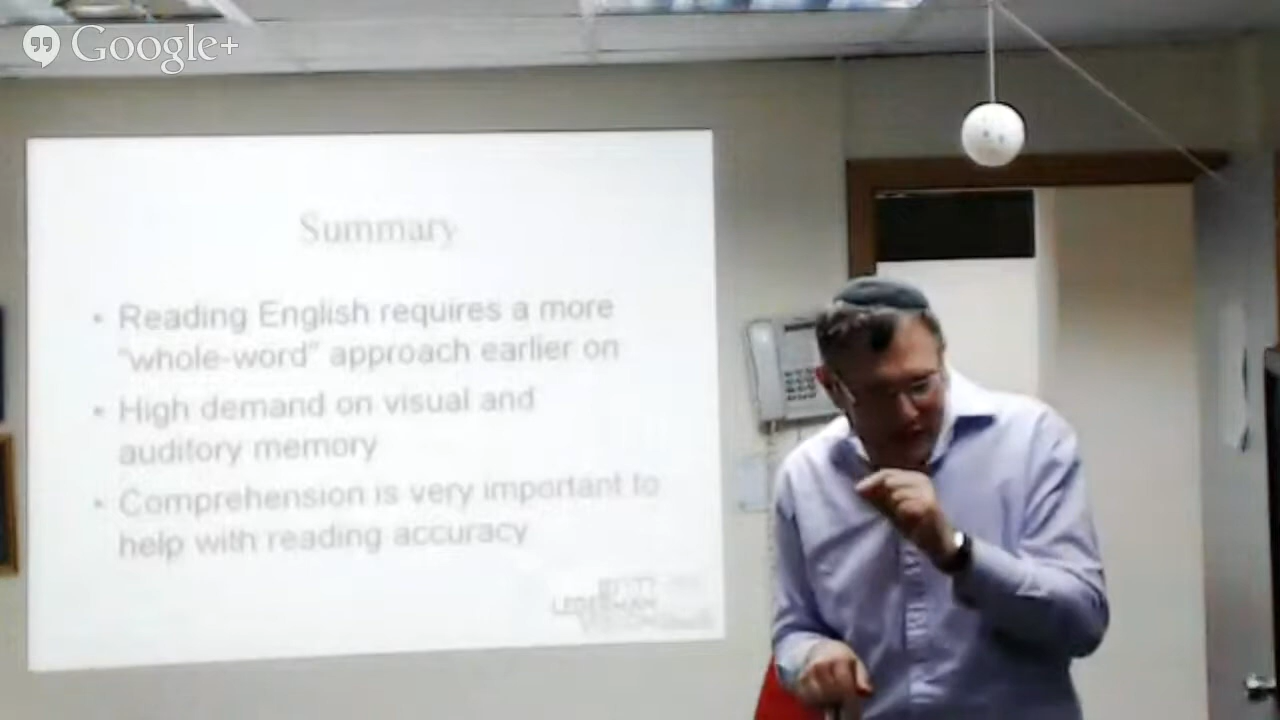 Google+
Summary
• Reading English requires a more
"whole-word" approach earlier on
• High demand on visual and
auditory memory
• Comprehension is very important to
help with reading accuracy
LEDERMAN